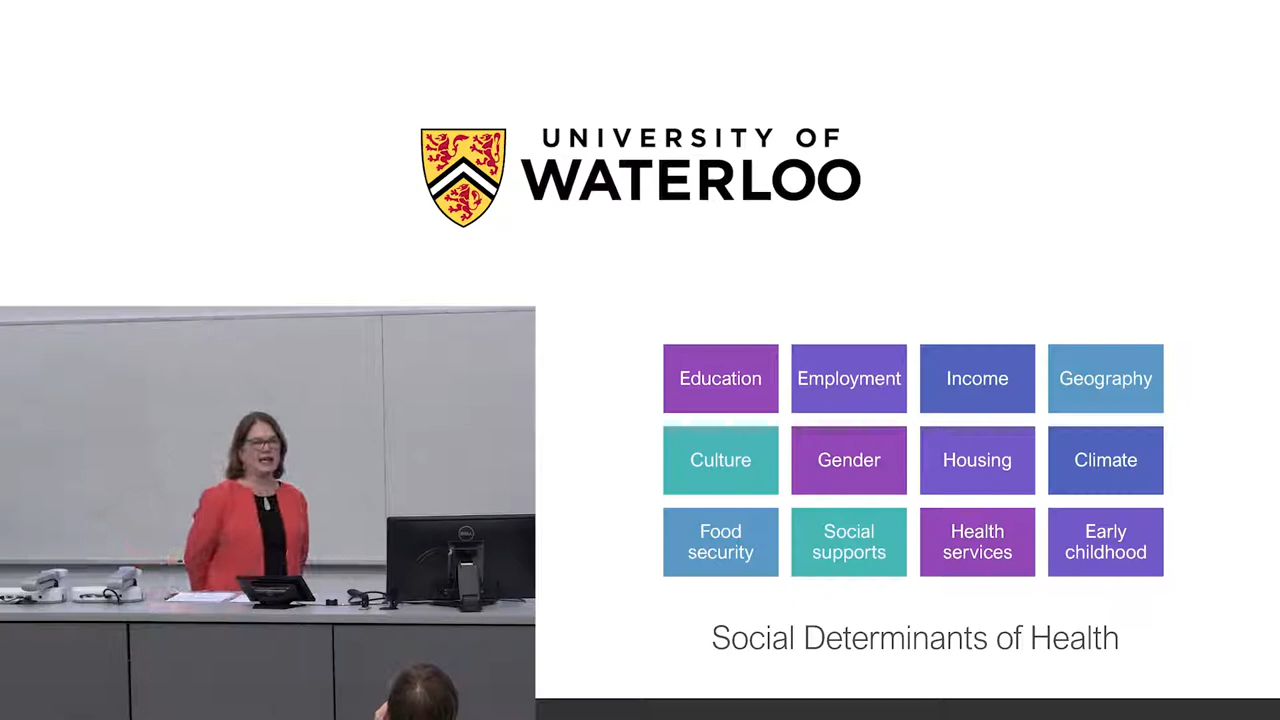 UNIVERSITY OF
WATERLOO
Education
Employment
Income
Geography
Culture
Gender
Housing
Climate
Food
security
Social
supports
Health
services
Early
childhood
Social Determinants of Health
DELL